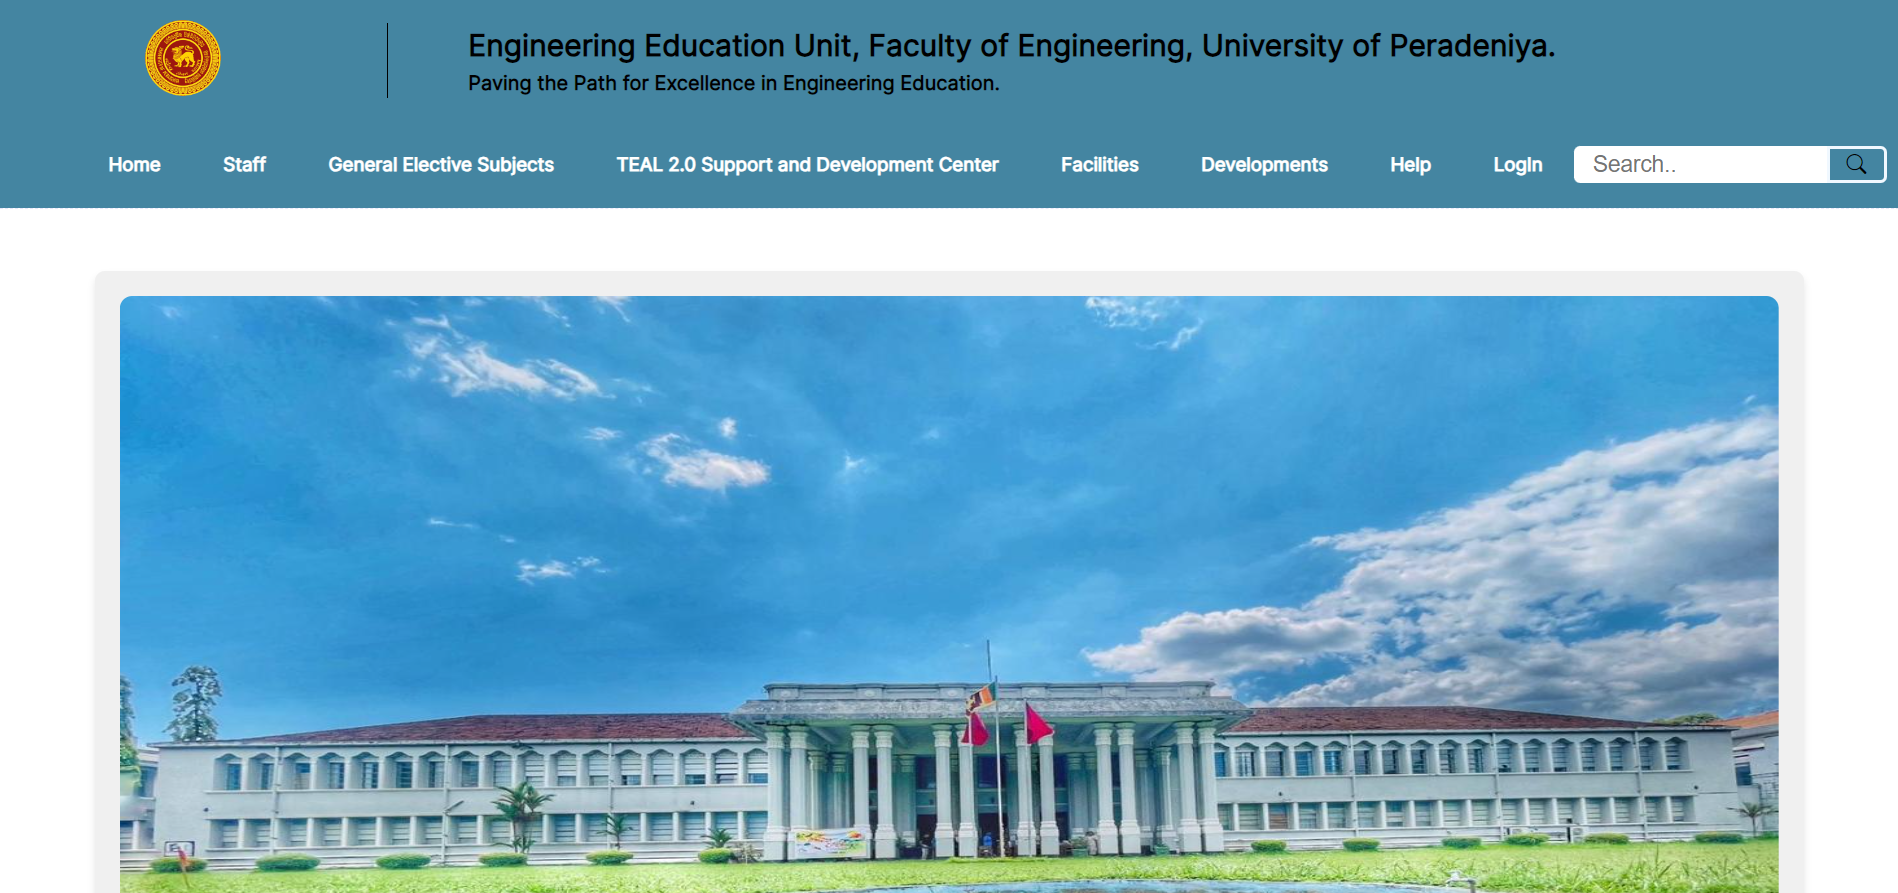 Engineering Education Unit, Faculty of Engineering, University of Peradeniya.
Paving the Path for Excellence in Engineering Education.
Home Staff General Elective Subjects TEAL 2.0 Support and Development Center Facilities Developments Help LogIn Search..